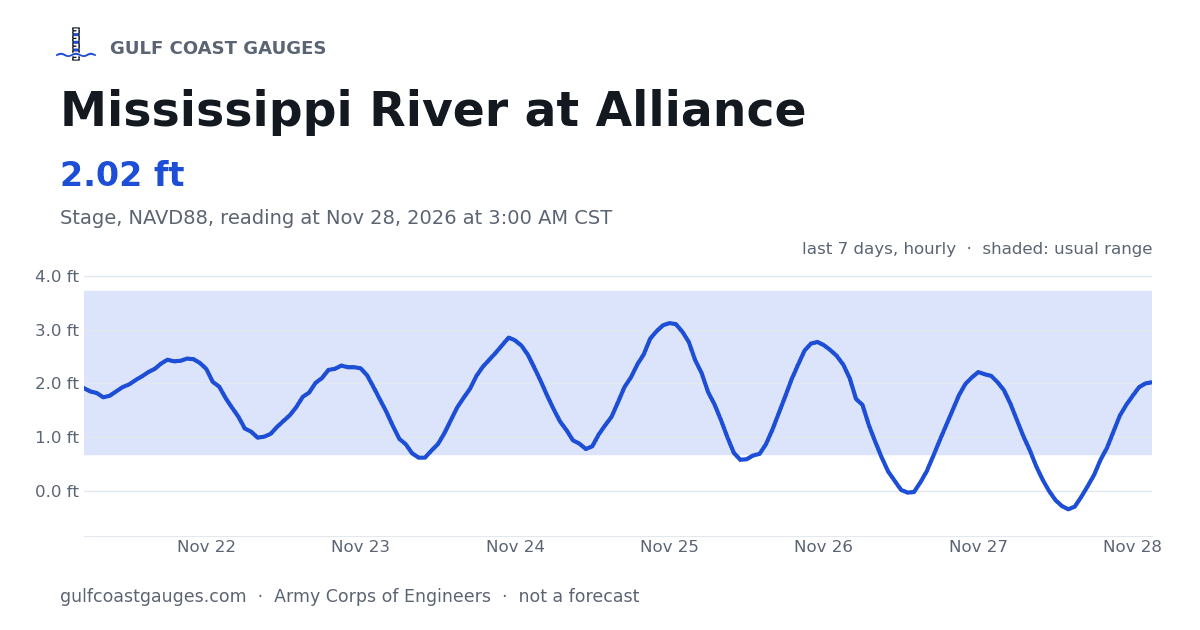 GULF COAST GAUGES
Mississippi River at Alliance
2.02 ft
Stage, NAVD88, reading at Nov 28, 2026 at 3:00 AM CST
last 7 days, hourly · shaded: usual range
4.0 ft
3.0 ft
2.0 ft
1.0 ft
0.0 ft
Nov 22 Nov 23 Nov 24 Nov 25 Nov 26 Nov 27 Nov 28
gulfcoastgauges.com · Army Corps of Engineers · not a forecast